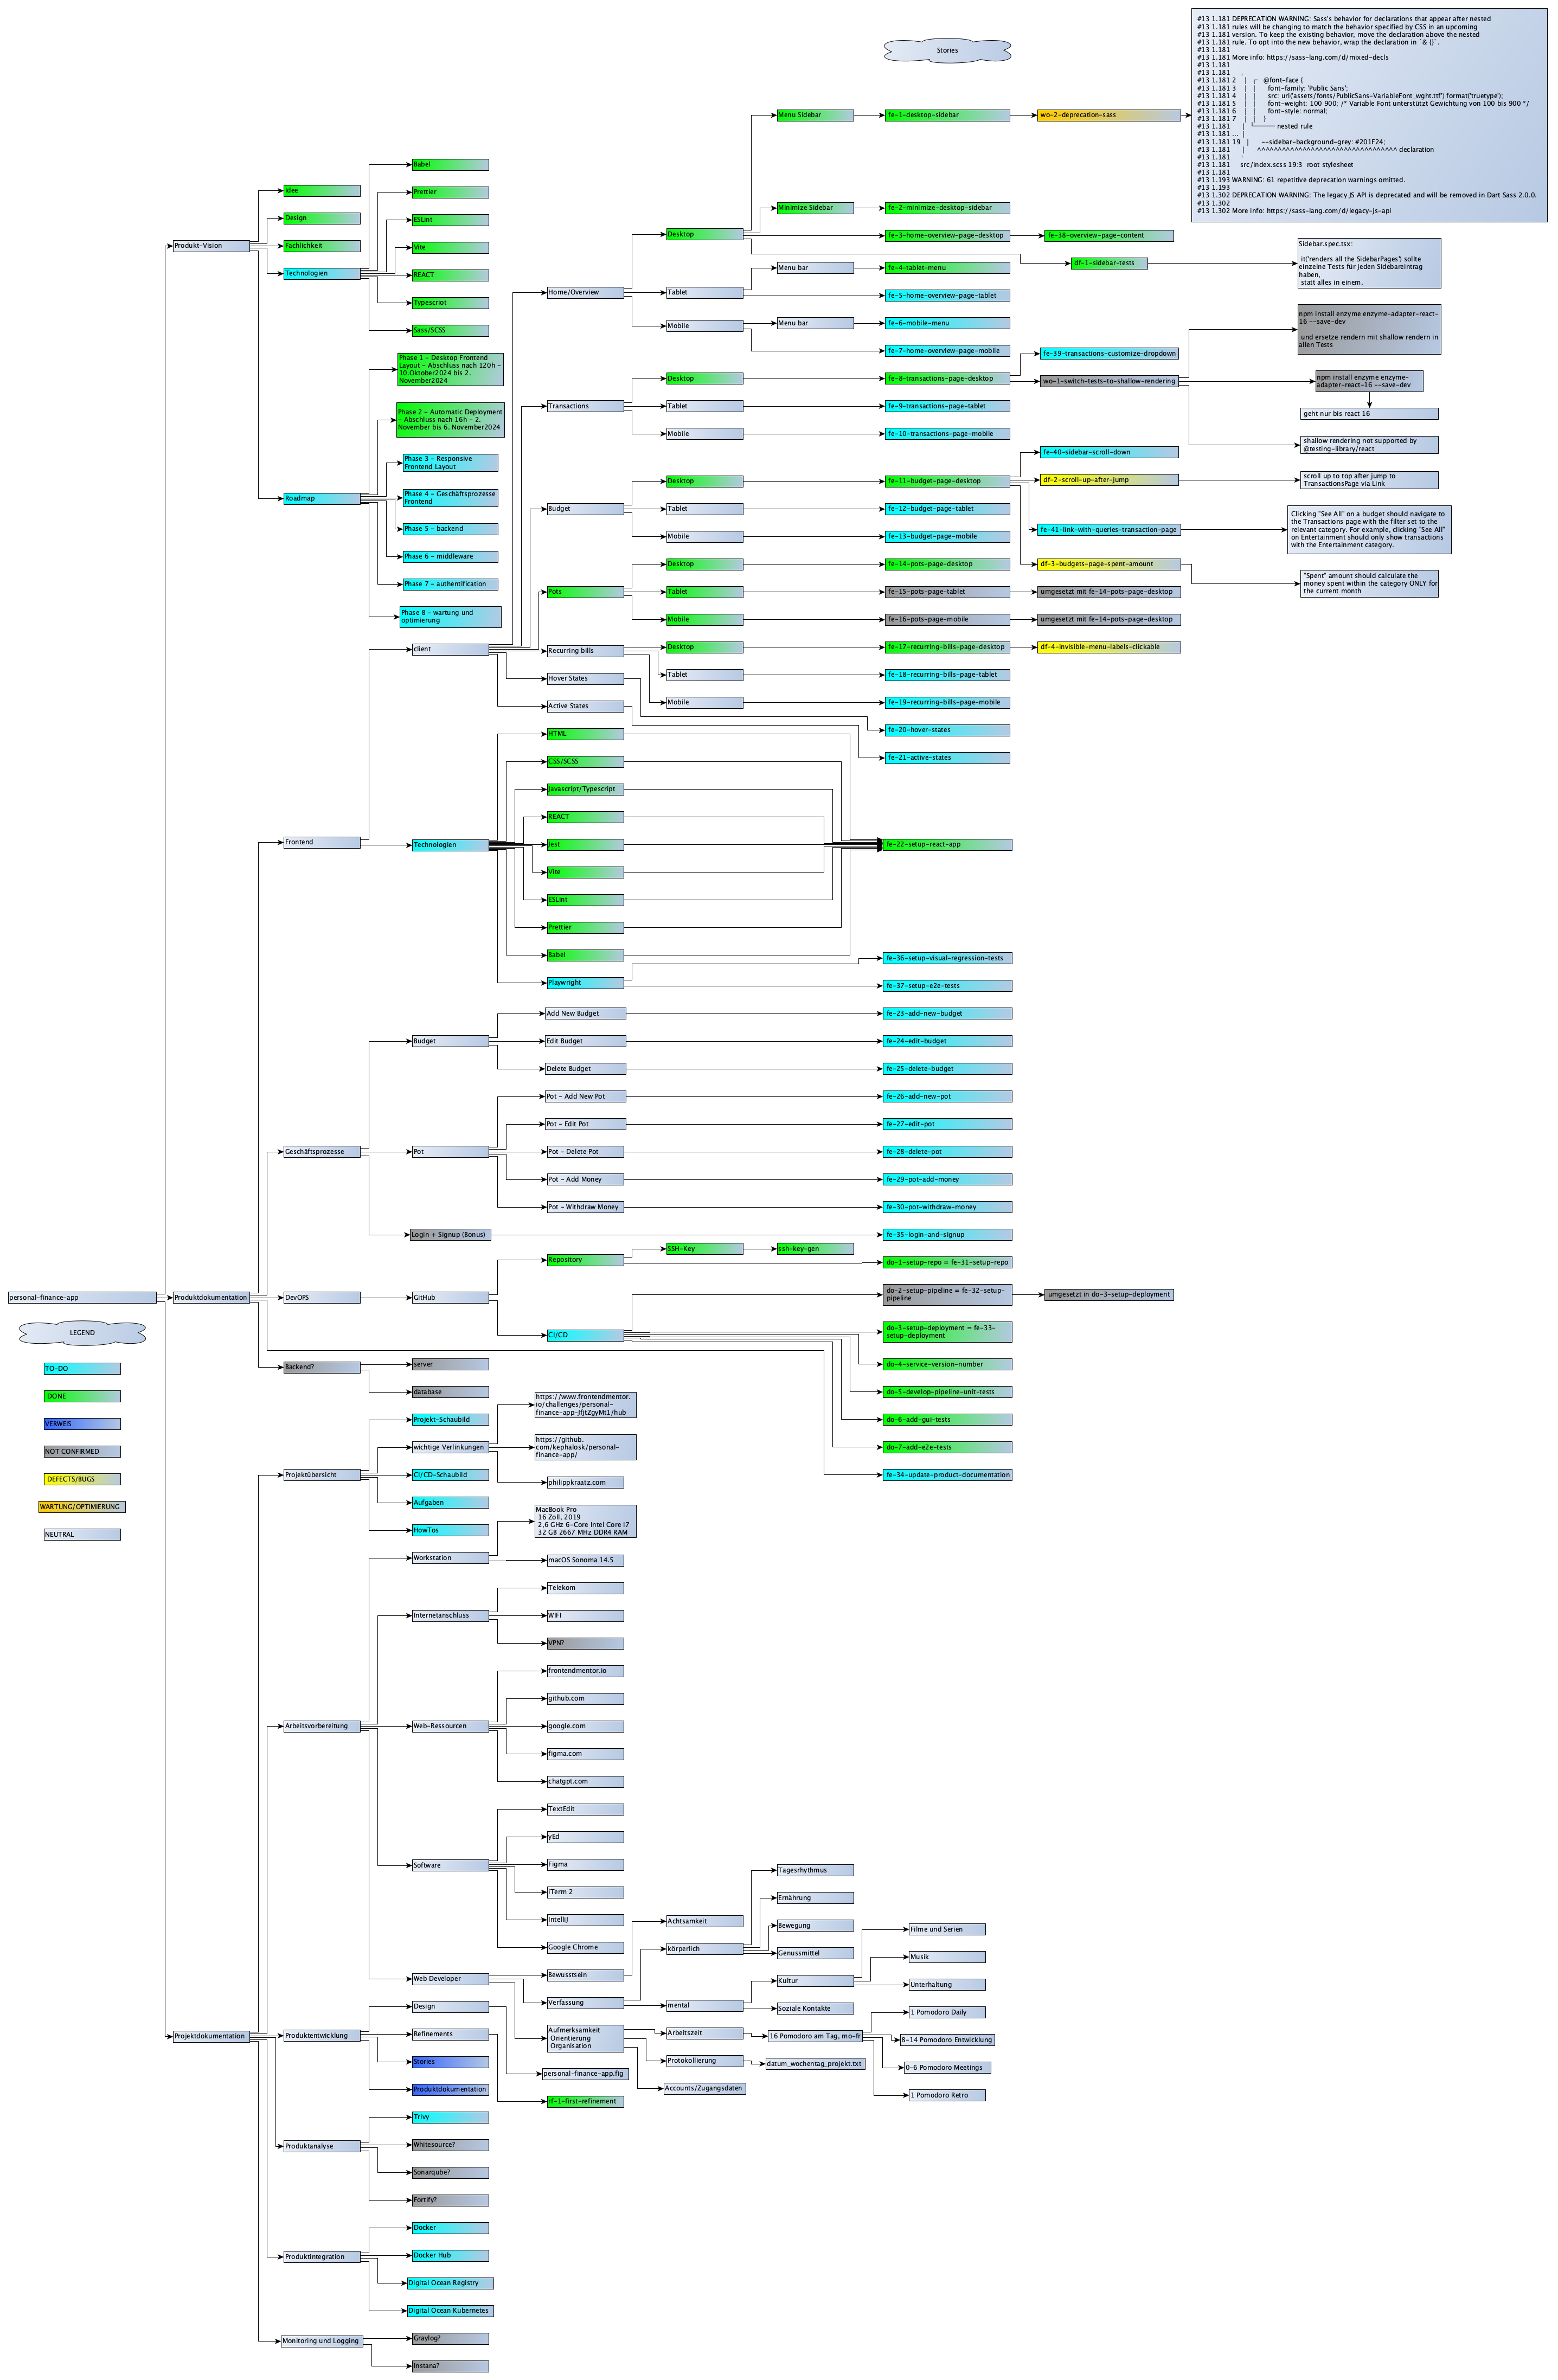 Stories
#13 1.181 DEPRECATION WARNING: Sass's behavior for declarations that appear after nested
#13 1.181 rules will be changing to match the behavior specified by CSS in an upcoming
#13 1.181 version. To keep the existing behavior, move the declaration above the nested
#13 1.181 rule. To opt into the new behavior, wrap the declaration in `& {}`.
#13 1.181
#13 1.181 More info: https://sass-lang.com/d/mixed-decls
#13 1.181
#13 1.181     ╷
#13 1.181 2   │ ┌   @font-face {
#13 1.181 3   │ │     font-family: 'Public Sans';
#13 1.181 4   │ │     src: url('assets/fonts/PublicSans-VariableFont_wght.ttf') format('truetype');
#13 1.181 5   │ │     font-weight: 100 900; /* Variable Font unterstützt Gewichtung von 100 bis 900 */
#13 1.181 6   │ │     font-style: normal;
#13 1.181 7   │ │   }
#13 1.181     │ └──── nested rule
#13 1.181 ... │
#13 1.181 19  │     --sidebar-background-grey: #201F24;
#13 1.181     │     ^^^^^^^^^^^^^^^^^^^^^^^^^^^^^^^^^^ declaration
#13 1.181     ╵
#13 1.181     src/index.scss 19:3  root stylesheet
#13 1.181
#13 1.193 WARNING: 61 repetitive deprecation warnings omitted.
#13 1.193
#13 1.302 DEPRECATION WARNING: The legacy JS API is deprecated and will be removed in Dart Sass 2.0.0.
#13 1.302
#13 1.302 More info: https://sass-lang.com/d/legacy-js-api
Menu Sidebar
fe-1-desktop-sidebar
wo-2-deprecation-sass
Babel
Idee
Prettier
Minimize Sidebar
fe-2-minimize-desktop-sidebar
Design
ESLint
Desktop
fe-3-home-overview-page-desktop
fe-38-overview-page-content
Produkt-Vision
Fachlichkeit
Vite
Sidebar.spec.tsx:
it('renders all the SidebarPages') sollte
einzelne Tests für jeden Sidebareintrag
haben,
statt alles in einem.
df-1-sidebar-tests
Menu bar
fe-4-tablet-menu
Technologien
REACT
Home/Overview
Tablet
fe-5-home-overview-page-tablet
Typescriot
Mobile
Menu bar
fe-6-mobile-menu
npm install enzyme enzyme-adapter-react-
16 --save-dev
und ersetze rendern mit shallow rendern in
allen Tests
Sass/SCSS
fe-7-home-overview-page-mobile
fe-39-transactions-customize-dropdown
Phase 1 - Desktop Frontend
Layout - Abschluss nach 120h -
10.Oktober2024 bis 2.
November2024
Desktop
fe-8-transactions-page-desktop
wo-1-switch-tests-to-shallow-rendering
npm install enzyme enzyme-
adapter-react-16 --save-dev
Transactions
Tablet
fe-9-transactions-page-tablet
geht nur bis react 16
Phase 2 - Automatic Deployment
- Abschluss nach 16h - 2.
November bis 6. November2024
Mobile
fe-10-transactions-page-mobile
shallow rendering not supported by
@testing-library/react
fe-40-sidebar-scroll-down
Phase 3 - Responsive
Frontend Layout
Desktop
fe-11-budget-page-desktop
df-2-scroll-up-after-jump
scroll up to top after jump to
TransactionsPage via Link
Roadmap
Phase 4 - Geschäftsprozesse
Frontend
Budget
Tablet
fe-12-budget-page-tablet
Phase 5 - backend
Mobile
fe-13-budget-page-mobile
fe-41-link-with-queries-transaction-page
Clicking "See All" on a budget should navigate to
the Transactions page with the filter set to the
relevant category. For example, clicking "See All"
on Entertainment should only show transactions
with the Entertainment category.
Phase 6 - middleware
Desktop
fe-14-pots-page-desktop
df-3-budgets-page-spent-amount
"Spent" amount should calculate the
money spent within the category ONLY for
the current month
Phase 7 - authentification
Pots
Tablet
fe-15-pots-page-tablet
umgesetzt mit fe-14-pots-page-desktop
Phase 8 - wartung und
optimierung
Mobile
fe-16-pots-page-mobile
umgesetzt mit fe-14-pots-page-desktop
client
Recurring bills
Desktop
fe-17-recurring-bills-page-desktop
df-4-invisible-menu-labels-clickable
Hover States
Tablet
fe-18-recurring-bills-page-tablet
Active States
Mobile
fe-19-recurring-bills-page-mobile
fe-20-hover-states
HTML
fe-21-active-states
CSS/SCSS
Javascript/Typescript
REACT
Frontend
Technologien
Jest
fe-22-setup-react-app
Vite
ESLint
Prettier
Babel
fe-36-setup-visual-regression-tests
Playwright
fe-37-setup-e2e-tests
Add New Budget
fe-23-add-new-budget
Budget
Edit Budget
fe-24-edit-budget
Delete Budget
fe-25-delete-budget
Pot - Add New Pot
fe-26-add-new-pot
Pot - Edit Pot
fe-27-edit-pot
Geschäftsprozesse
Pot
Pot - Delete Pot
fe-28-delete-pot
Pot - Add Money
fe-29-pot-add-money
Pot - Withdraw Money
fe-30-pot-withdraw-money
Login + Signup (Bonus)
fe-35-login-and-signup
SSH-Key
ssh-key-gen
Repository
do-1-setup-repo = fe-31-setup-repo
personal-finance-app
Produktdokumentation
DevOPS
GitHub
do-2-setup-pipeline = fe-32-setup-
pipeline
umgesetzt in do-3-setup-deployment
LEGEND
CI/CD
do-3-setup-deployment = fe-33-
setup-deployment
TO-DO
Backend?
server
do-4-service-version-number
DONE
database
do-5-develop-pipeline-unit-tests
VERWEIS
Projekt-Schaubild
https://www.frontendmentor.
io/challenges/personal-
finance-app-JfjtZgyMt1/hub
do-6-add-gui-tests
NOT CONFIRMED
wichtige Verlinkungen
https://github.
com/kephalosk/personal-
finance-app/
do-7-add-e2e-tests
DEFECTS/BUGS
Projektübersicht
CI/CD-Schaubild
philippkraatz.com
fe-34-update-product-documentation
WARTUNG/OPTIMIERUNG
Aufgaben
NEUTRAL
HowTos
MacBook Pro
16 Zoll, 2019
2,6 GHz 6-Core Intel Core i7
32 GB 2667 MHz DDR4 RAM
Workstation
macOS Sonoma 14.5
Telekom
Internetanschluss
WIFI
VPN?
frontendmentor.io
github.com
Arbeitsvorbereitung
Web-Ressourcen
google.com
figma.com
chatgpt.com
TextEdit
yEd
Software
Figma
Tagesrhythmus
iTerm 2
Ernährung
IntelliJ
Achtsamkeit
Bewegung
Filme und Serien
Google Chrome
körperlich
Genussmittel
Musik
Web Developer
Bewusstsein
Kultur
Unterhaltung
Design
Verfassung
mental
Soziale Kontakte
1 Pomodoro Daily
Projektdokumentation
Produktentwicklung
Refinements
Aufmerksamkeit
Orientierung
Organisation
Arbeitszeit
16 Pomodoro am Tag, mo-fr
8-14 Pomodoro Entwicklung
Stories
Protokollierung
datum_wochentag_projekt.txt
0-6 Pomodoro Meetings
personal-finance-app.fig
Produktdokumentation
Accounts/Zugangsdaten
1 Pomodoro Retro
rf-1-first-refinement
Trivy
Produktanalyse
Whitesource?
Sonarqube?
Fortify?
Docker
Produktintegration
Docker Hub
Digital Ocean Registry
Digital Ocean Kubernetes
Monitoring und Logging
Graylog?
Instana?